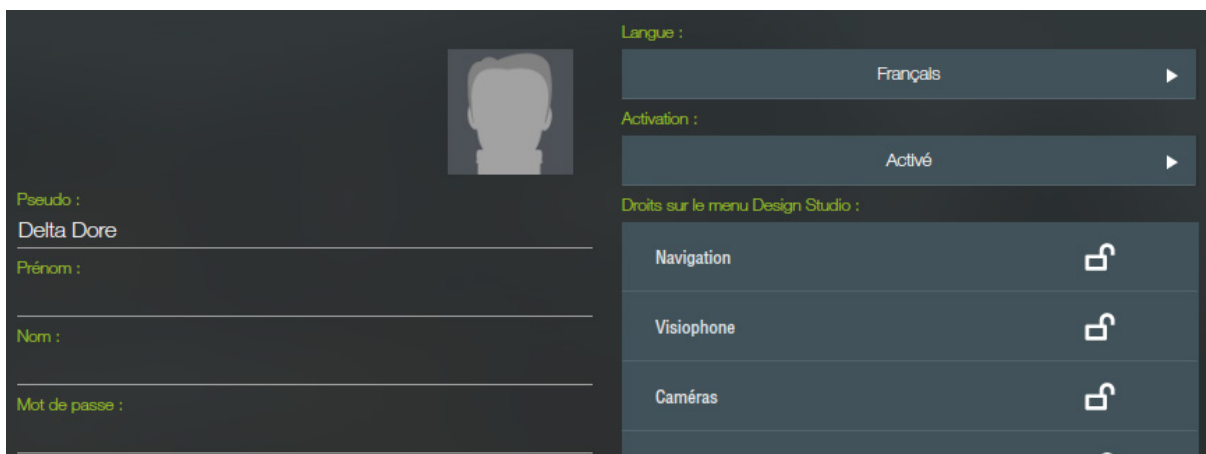 Pseudo :
Delta Dore
Prénom :
Nom :
Mot de passe :
Langue :
Français
Activation :
Activé
Droits sur le menu Design Studio :
Navigation
Visiophone
Caméras